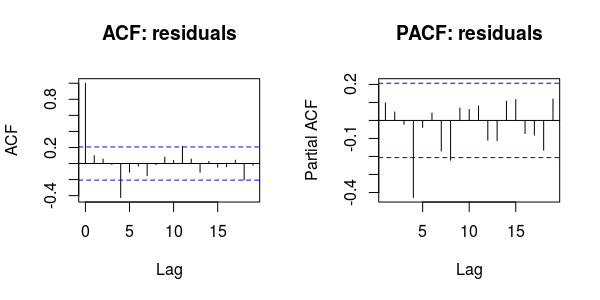 ACF: residuals
ACF
0.8
0.2
-0.4
0 5 10 15
Lag
PACF: residuals
Partial ACF
0.2
-0.1
-0.4
5 10 15
Lag